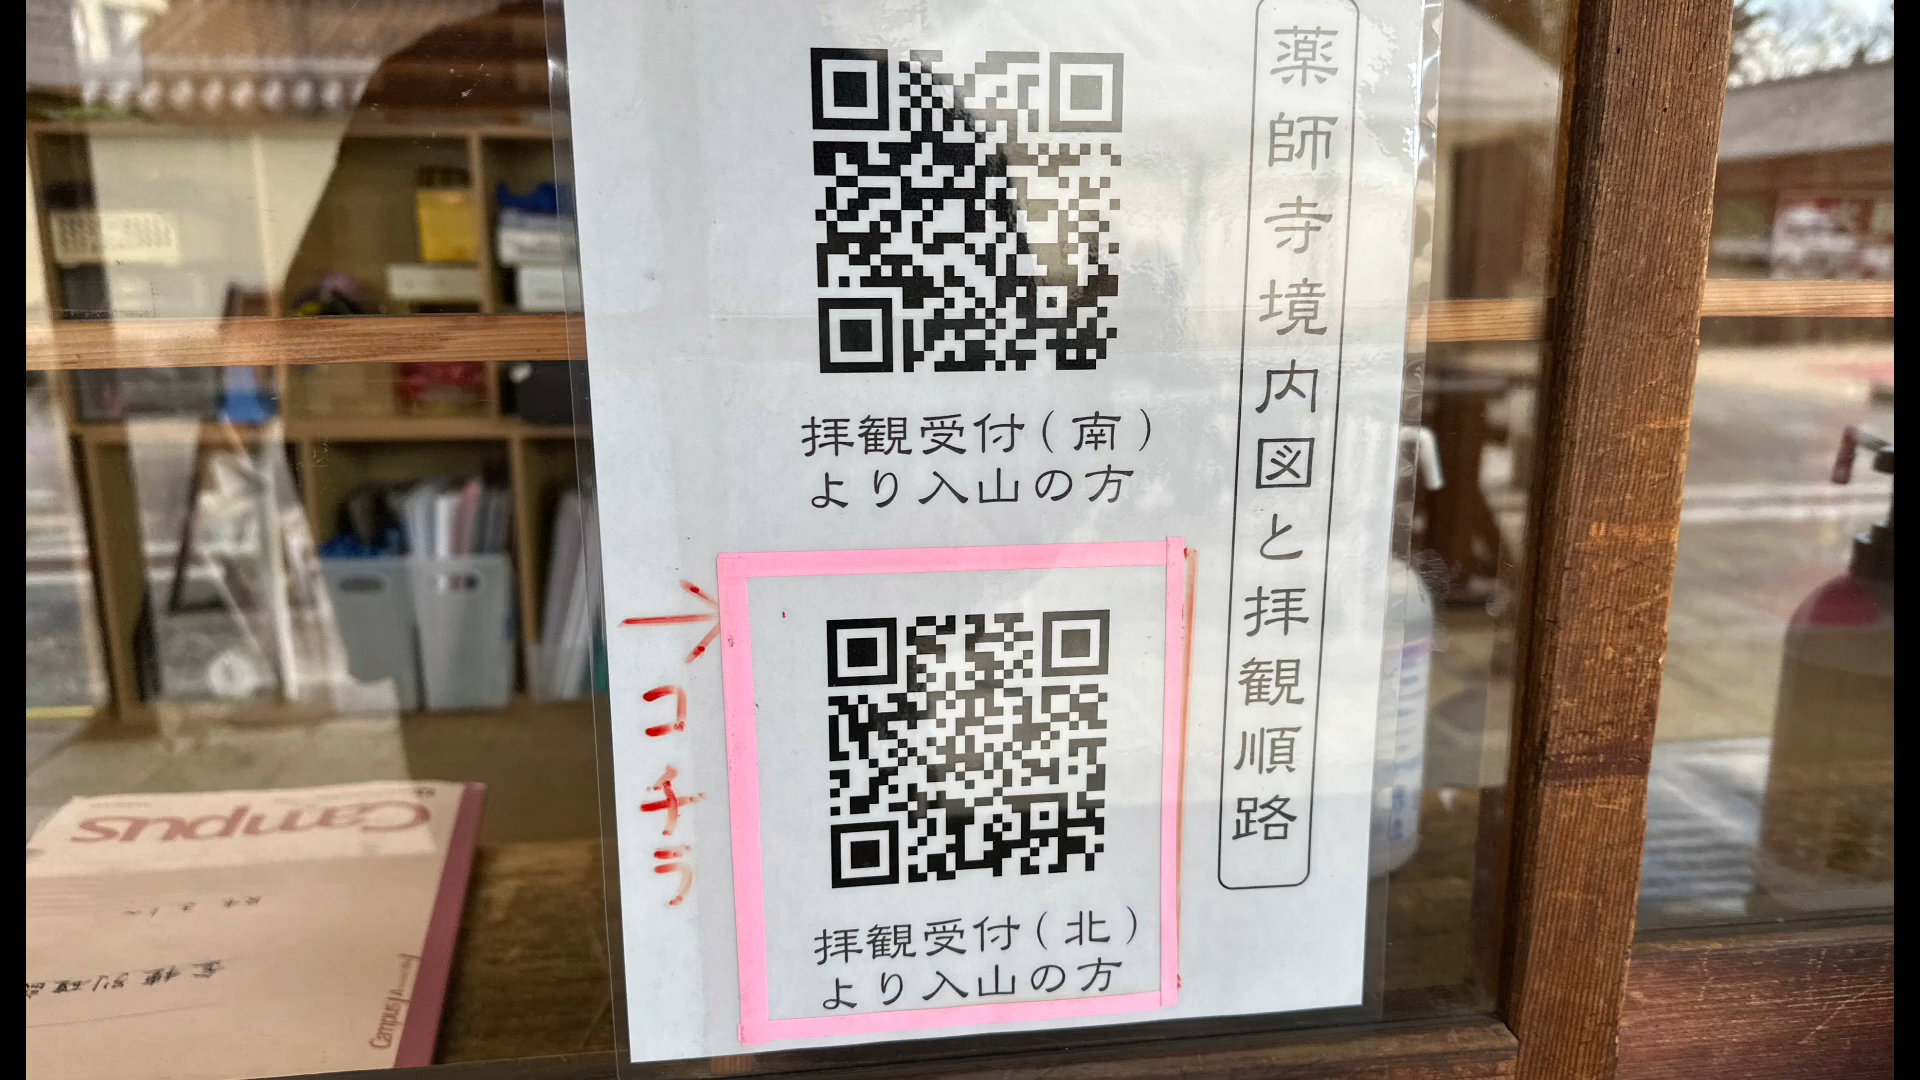 薬師寺境内図と拝観順路
拝観受付(南)
より入山の方
→コチラ
拝観受付(北)
より入山の方
Campus
Campus